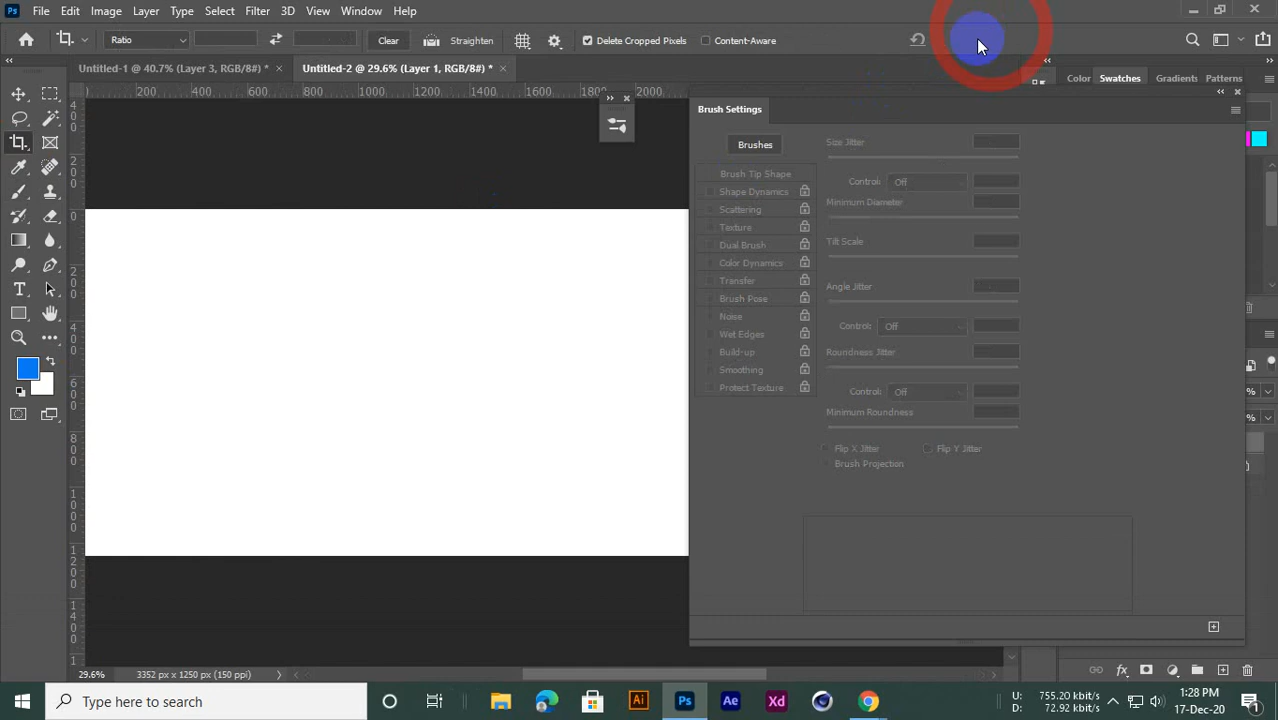 Ps File Edit Image Layer Type Select Filter 3D View Window Help
Ratio Clear Straighten Delete Cropped Pixels Content-Aware
Untitled-1 @ 40.7% (Layer 3, RGB/8#) * × Untitled-2 @ 29.6% (Layer 1, RGB/8#) * ×
Color Swatches Gradients Patterns
200 400 600 800 1000 1200 1400 1600 1800 2000
Brush Settings
Brushes
Size Jitter
Brush Tip Shape
Control: Off
Shape Dynamics
Minimum Diameter
Scattering
Texture
Tilt Scale
Dual Brush
Color Dynamics
Transfer
Angle Jitter
Brush Pose
Noise
Control: Off
Wet Edges
Build-up
Roundness Jitter
Smoothing
Protect Texture
Control: Off
Minimum Roundness
Flip X Jitter Flip Y Jitter
Brush Projection
29.6% 3352 px x 1250 px (150 ppi)
Type here to search
Ai Ps Ae Xd
U: 755.20 kbit/s
D: 72.92 kbit/s
1:28 PM
17-Dec-20
1